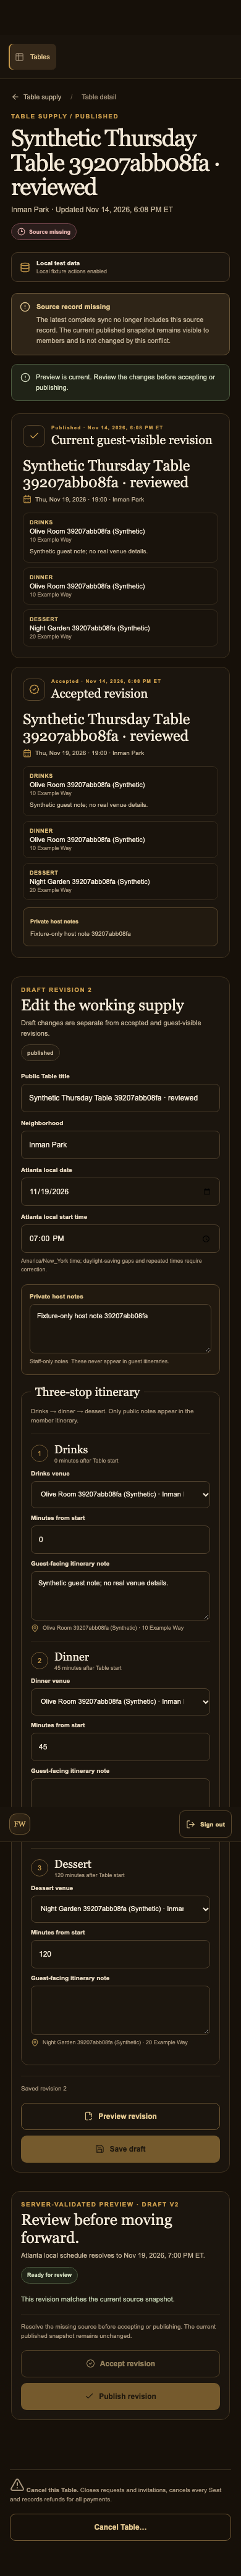 Tables
Table supply / Table detail
TABLE SUPPLY / PUBLISHED
Synthetic Thursday
Table 39207abb08fa ·
reviewed
Inman Park · Updated Nov 14, 2026, 6:08 PM ET
Source missing
Local test data
Local fixture actions enabled
Source record missing
The latest complete sync no longer includes this source
record. The current published snapshot remains visible to
members and is not changed by this conflict.
Preview is current. Review the changes before accepting or
publishing.
Published · Nov 14, 2026, 6:08 PM ET
Current guest-visible revision
Synthetic Thursday Table
39207abb08fa · reviewed
Thu, Nov 19, 2026 · 19:00 · Inman Park
DRINKS
Olive Room 39207abb08fa (Synthetic)
10 Example Way
Synthetic guest note; no real venue details.
DINNER
Olive Room 39207abb08fa (Synthetic)
10 Example Way
DESSERT
Night Garden 39207abb08fa (Synthetic)
20 Example Way
Accepted · Nov 14, 2026, 6:08 PM ET
Accepted revision
Synthetic Thursday Table
39207abb08fa · reviewed
Thu, Nov 19, 2026 · 19:00 · Inman Park
DRINKS
Olive Room 39207abb08fa (Synthetic)
10 Example Way
Synthetic guest note; no real venue details.
DINNER
Olive Room 39207abb08fa (Synthetic)
10 Example Way
DESSERT
Night Garden 39207abb08fa (Synthetic)
20 Example Way
Private host notes
Fixture-only host note 39207abb08fa
DRAFT REVISION 2
Edit the working supply
Draft changes are separate from accepted and guest-visible
revisions.
published
Public Table title
Synthetic Thursday Table 39207abb08fa · reviewed
Neighborhood
Inman Park
Atlanta local date
11/19/2026
Atlanta local start time
07:00 PM
America/New_York time; daylight-saving gaps and repeated times require
correction.
Private host notes
Fixture-only host note 39207abb08fa
Staff-only notes. These never appear in guest itineraries.
Three-stop itinerary
Drinks → dinner → dessert. Only public notes appear in the
member itinerary.
1
Drinks
0 minutes after Table start
Drinks venue
Olive Room 39207abb08fa (Synthetic) · Inman
Minutes from start
0
Guest-facing itinerary note
Synthetic guest note; no real venue details.
Olive Room 39207abb08fa (Synthetic) · 10 Example Way
2
Dinner
45 minutes after Table start
Dinner venue
Olive Room 39207abb08fa (Synthetic) · Inman
Minutes from start
45
Guest-facing itinerary note
FW
Sign out
3
Dessert
120 minutes after Table start
Dessert venue
Night Garden 39207abb08fa (Synthetic) · Inma
Minutes from start
120
Guest-facing itinerary note
Night Garden 39207abb08fa (Synthetic) · 20 Example Way
Saved revision 2
Preview revision
Save draft
SERVER-VALIDATED PREVIEW · DRAFT V2
Review before moving
forward.
Atlanta local schedule resolves to Nov 19, 2026, 7:00 PM ET.
Ready for review
This revision matches the current source snapshot.
Resolve the missing source before accepting or publishing. The current
published snapshot remains unchanged.
Accept revision
Publish revision
Cancel this Table. Closes requests and invitations, cancels every Seat
and records refunds for all payments.
Cancel Table…